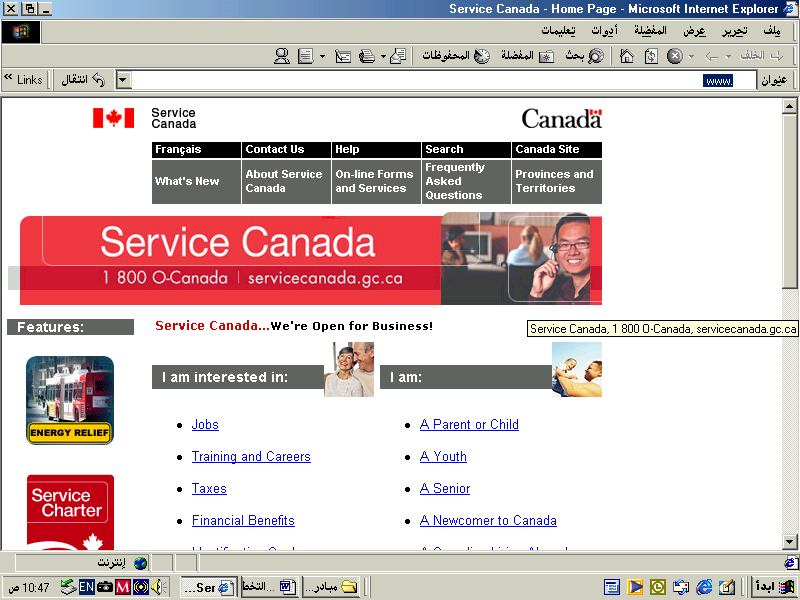 Service Canada - Home Page - Microsoft Internet Explorer
ملف تحرير عرض المفضلة أدوات تعليمات
الخلف بحث المفضلة المحفوظات
عنوان www. انتقال Links
Service
Canada
Canada
Français Contact Us Help Search Canada Site
What's New
About Service
Canada
On-line Forms
and Services
Frequently
Asked
Questions
Provinces and
Territories
Service Canada
1 800 O-Canada | servicecanada.gc.ca
Service Canada, 1 800 O-Canada, servicecanada.gc.ca
Features:
Service Canada...We're Open for Business!
ENERGY RELIEF
Service
Charter
I am interested in:
Jobs
Training and Careers
Taxes
Financial Benefits
I am:
A Parent or Child
A Youth
A Senior
A Newcomer to Canada
إنترنت
ابدأ
مبادر...
التخط...
...Ser
EN
10:47 ص